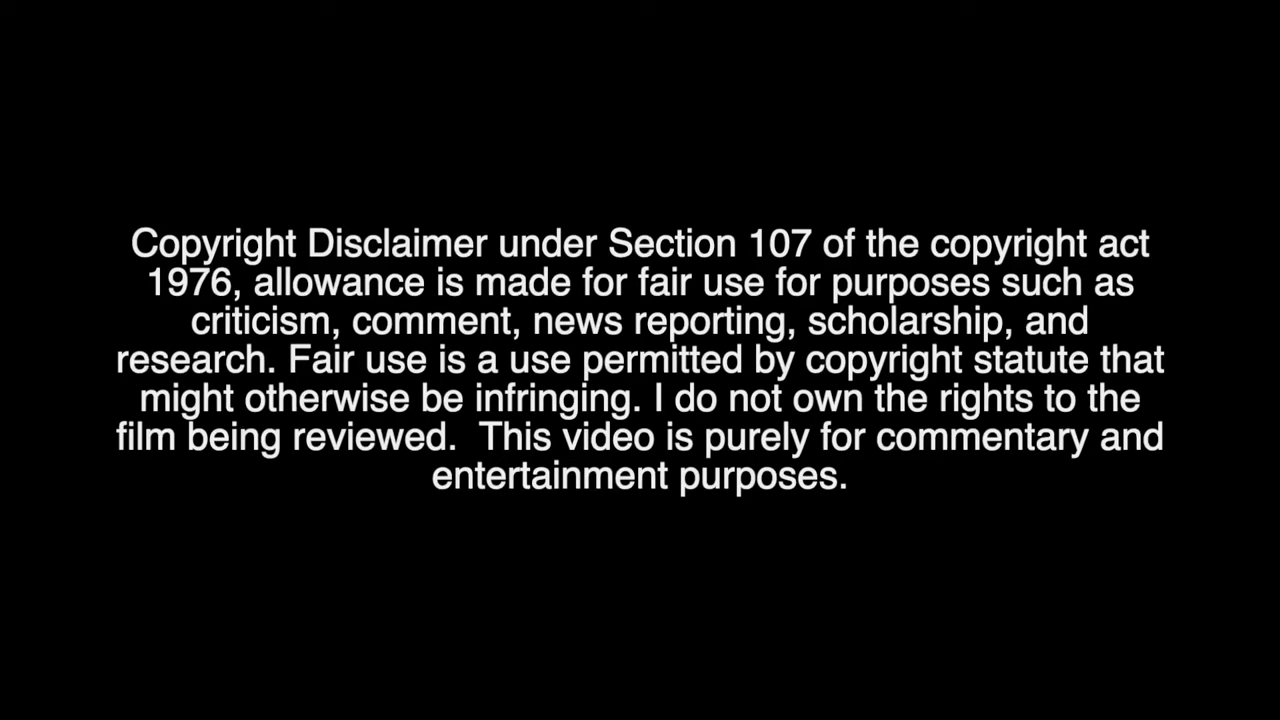 Copyright Disclaimer under Section 107 of the copyright act
1976, allowance is made for fair use for purposes such as
criticism, comment, news reporting, scholarship, and
research. Fair use is a use permitted by copyright statute that
might otherwise be infringing. I do not own the rights to the
film being reviewed.  This video is purely for commentary and
entertainment purposes.